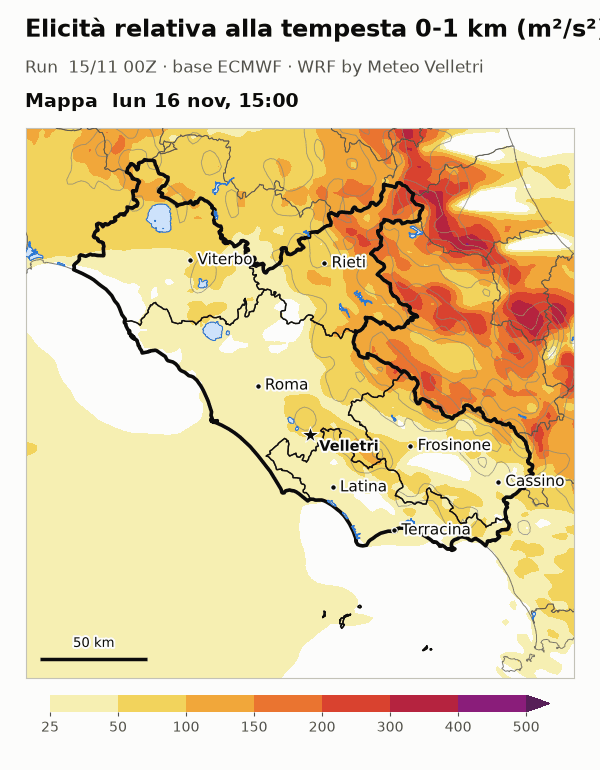 Elicità relativa alla tempesta 0-1 km (m²/s²)
Run  15/11 00Z · base ECMWF · WRF by Meteo Velletri
Mappa  lun 16 nov, 15:00
Viterbo
Rieti
Roma
Velletri
Frosinone
Cassino
Latina
Terracina
50 km
25 50 100 150 200 300 400 500